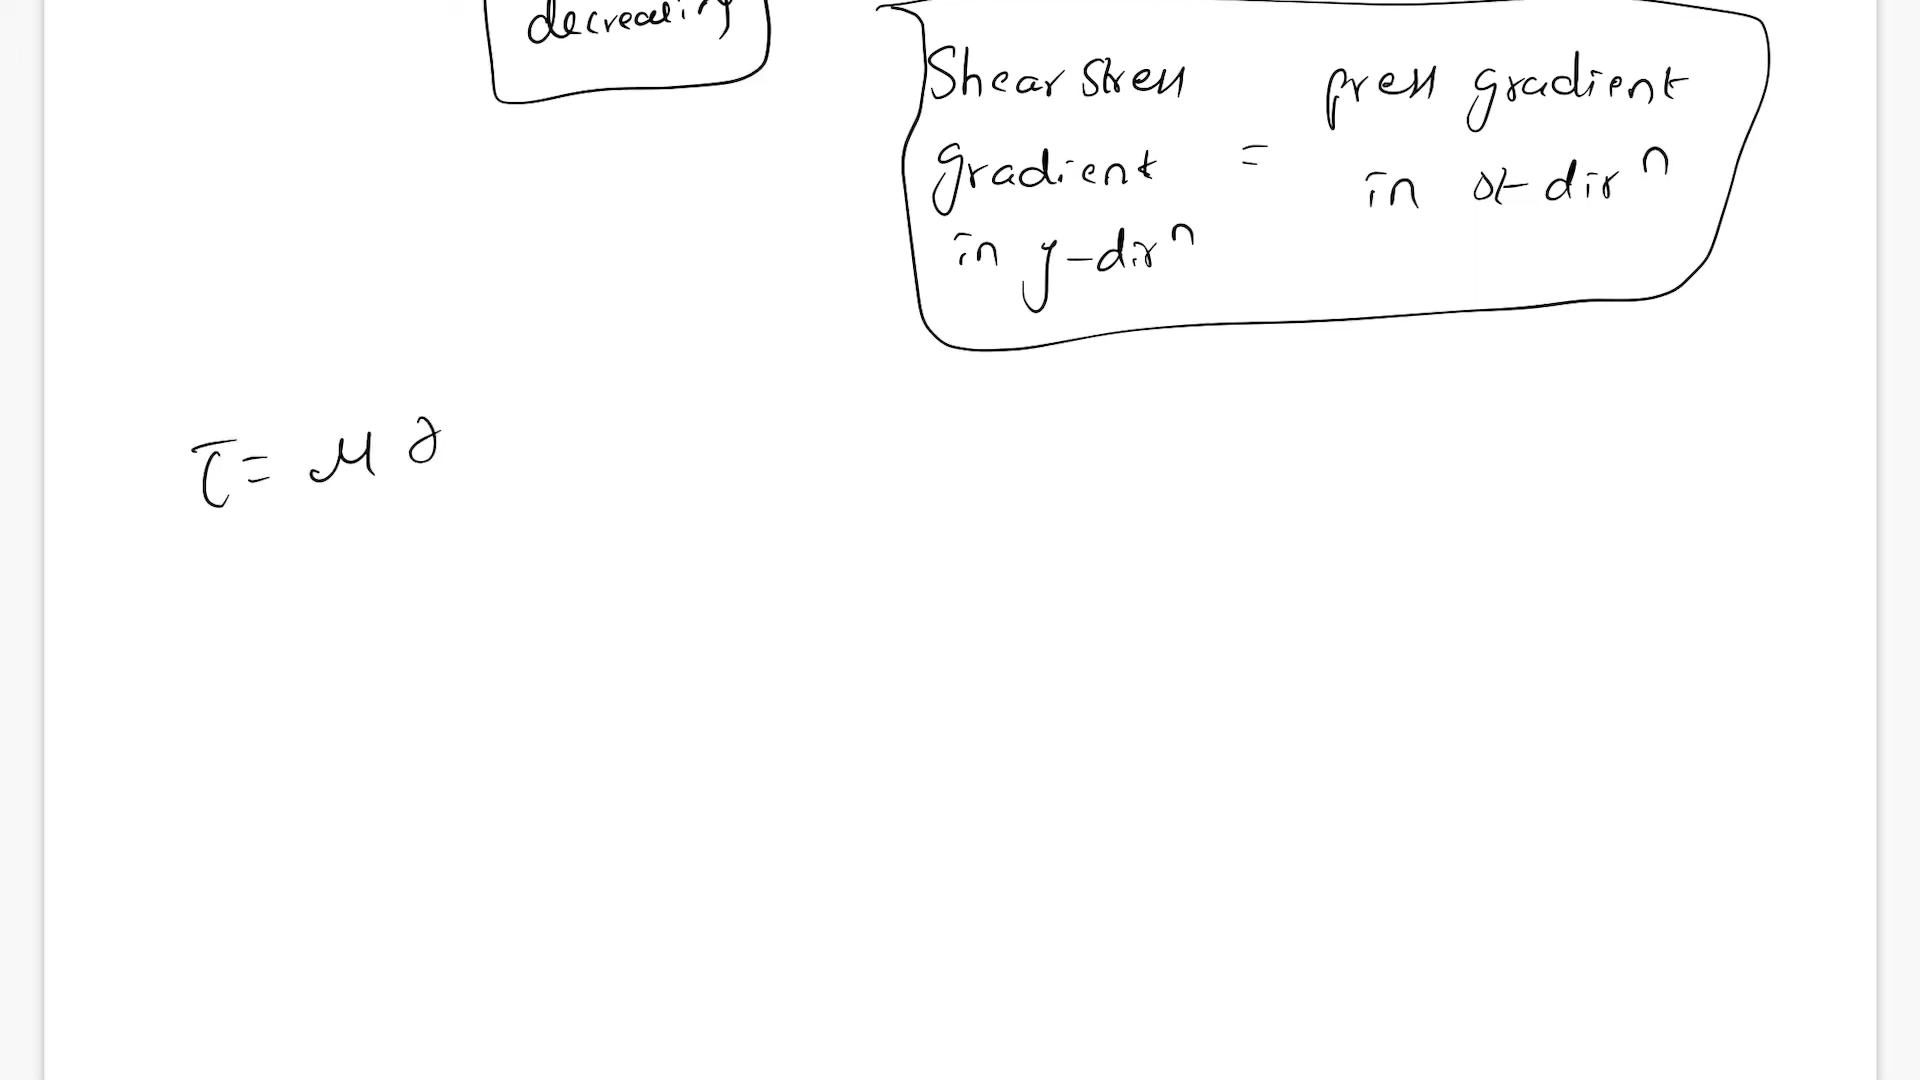 decreasing
Shear Stress
gradient
in y-dirⁿ
=
press gradient
in x-dirⁿ
τ = μ ∂